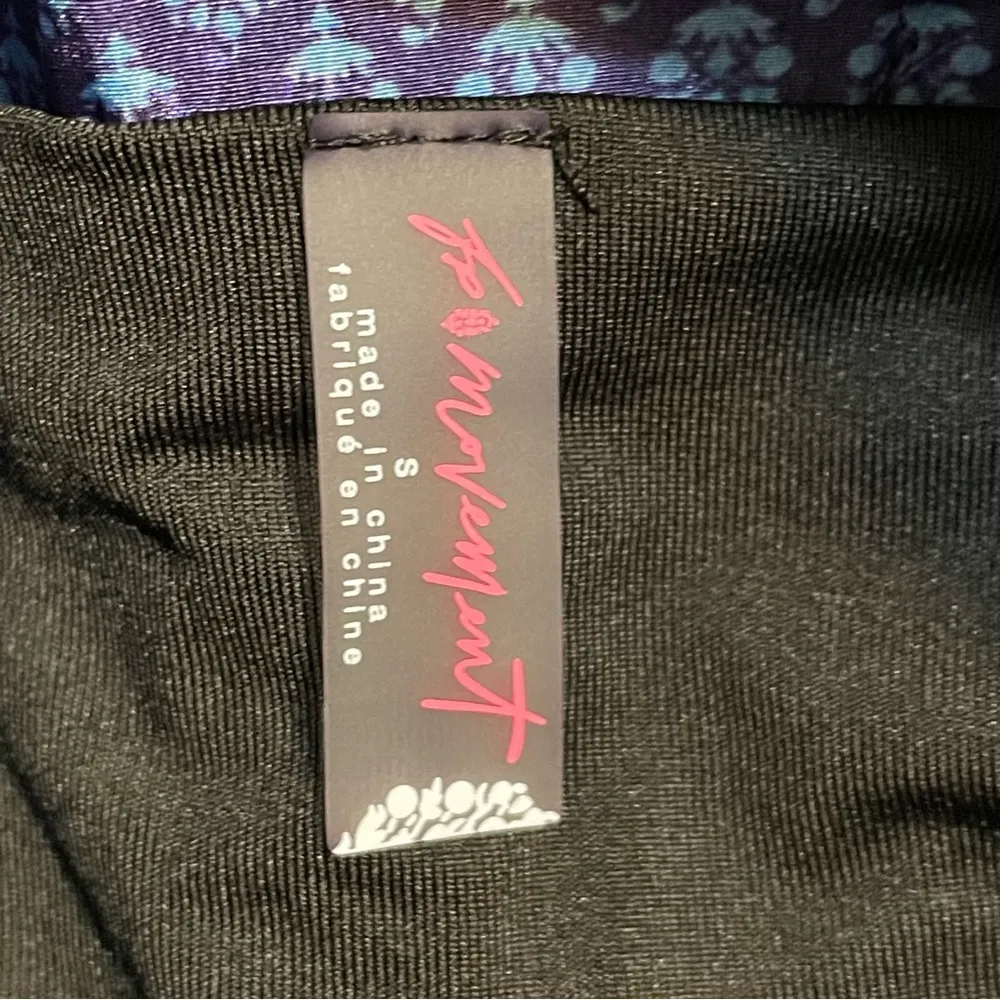 fp movement
s
made in china
fabriqué en chine